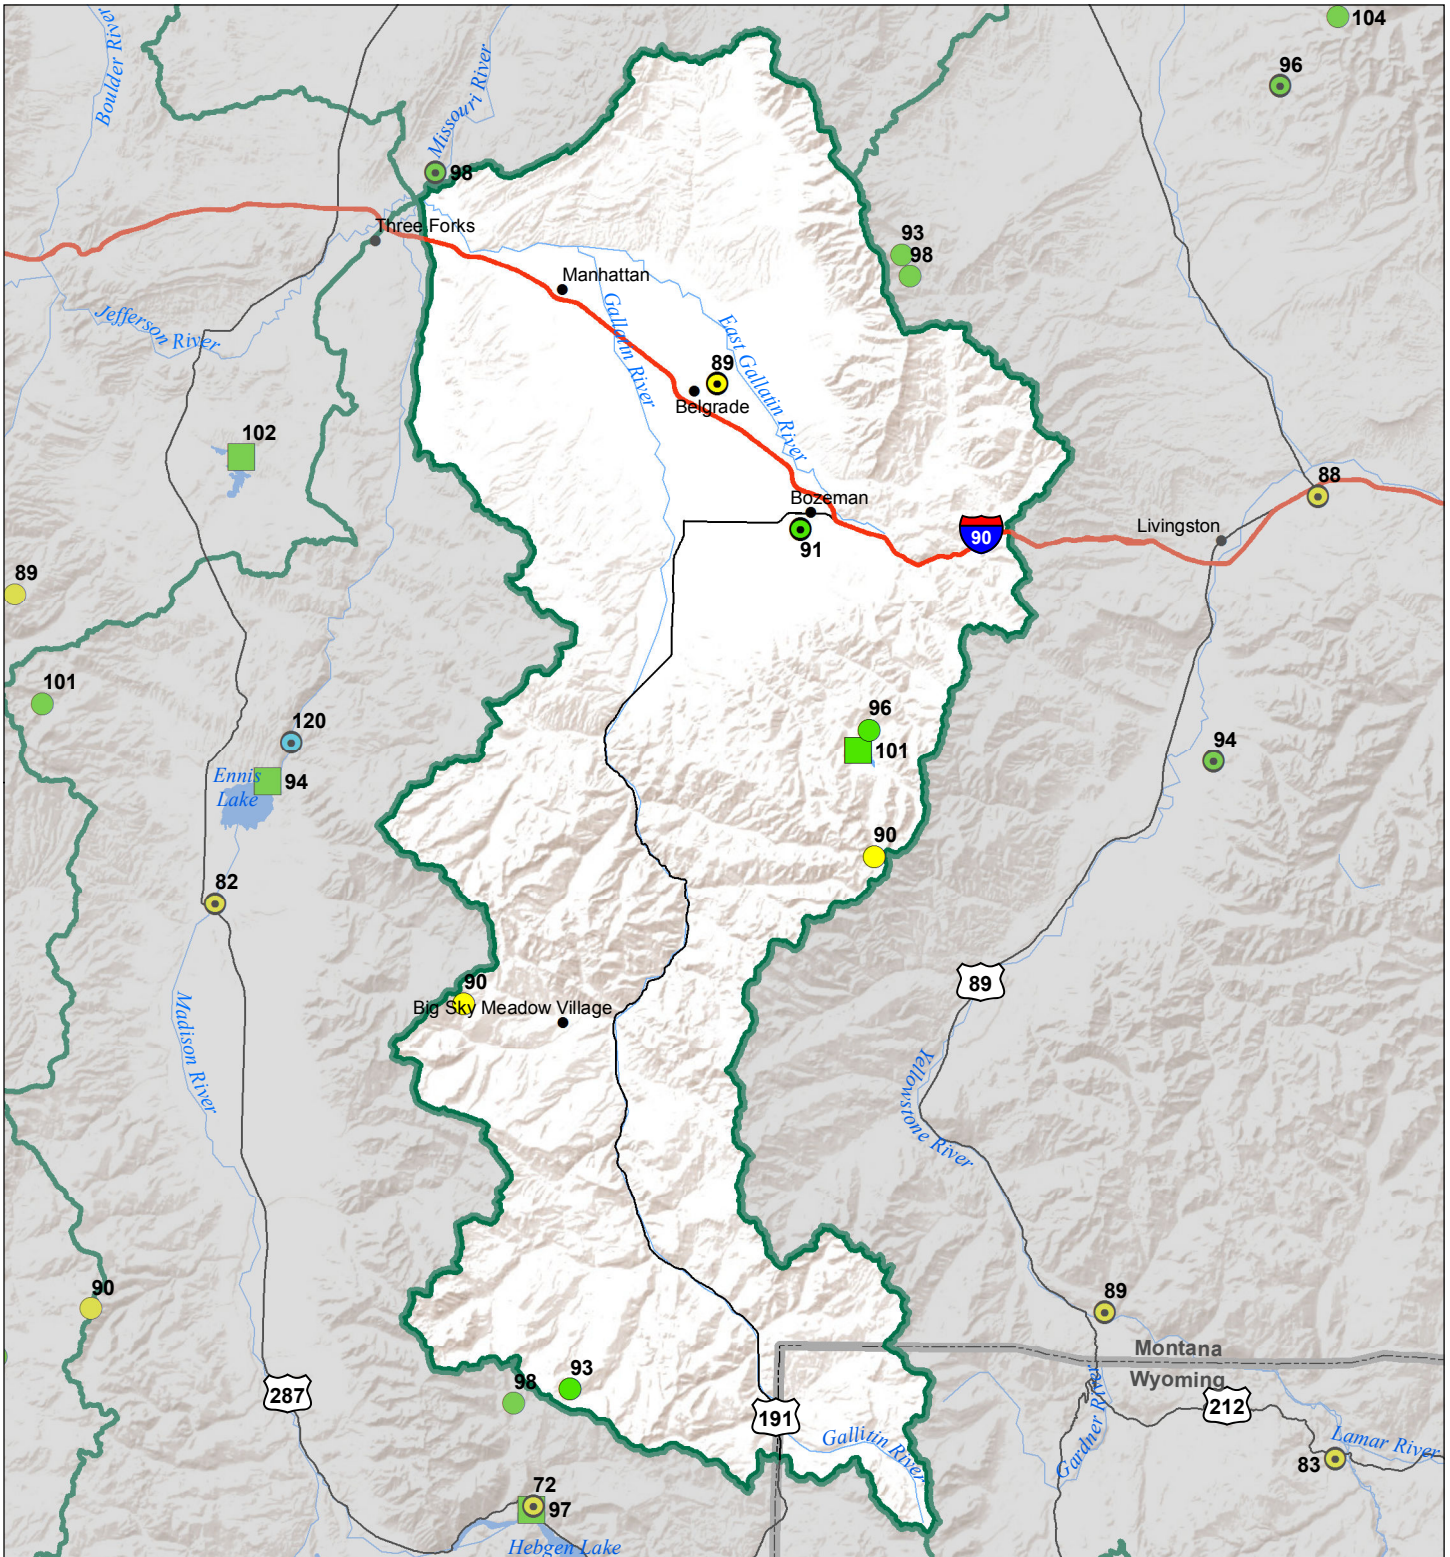 104
Boulder River
96
Missouri River
98
Three Forks
93
98
Manhattan
Jefferson River
Gallatin River
East Gallatin River
89
Belgrade
102
88
Bozeman
Livingston
90
91
89
101
96
120
101
94
Ennis
Lake
94
90
82
90
89
Big Sky Meadow Village
Madison River
Yellowstone River
90
89
Montana
Wyoming
93
98
287
191
212
Gardner River
Gallitin River
Lamar River
83
72
97
Hebgen Lake